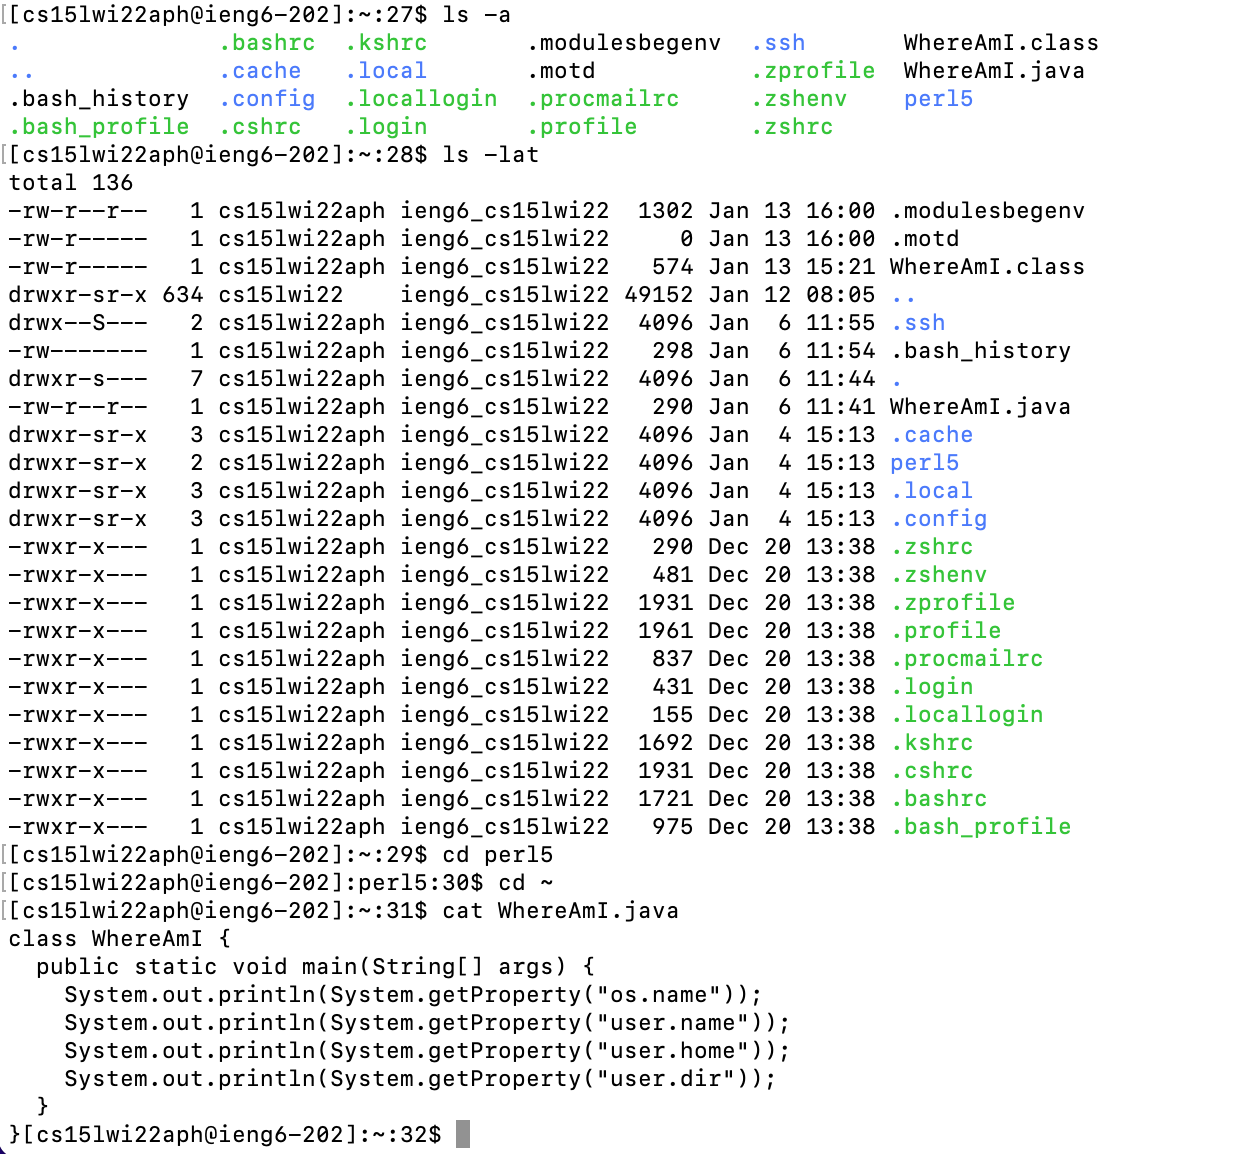 [[cs15lwi22aph@ieng6-202]:~:27$ ls -a
.               .bashrc  .kshrc       .modulesbegenv  .ssh       WhereAmI.class
..              .cache   .local       .motd           .zprofile  WhereAmI.java
.bash_history   .config  .locallogin  .procmailrc     .zshenv    perl5
.bash_profile   .cshrc   .login       .profile        .zshrc
[[cs15lwi22aph@ieng6-202]:~:28$ ls -lat
total 136
-rw-r--r--   1 cs15lwi22aph ieng6_cs15lwi22  1302 Jan 13 16:00 .modulesbegenv
-rw-r-----   1 cs15lwi22aph ieng6_cs15lwi22     0 Jan 13 16:00 .motd
-rw-r-----   1 cs15lwi22aph ieng6_cs15lwi22   574 Jan 13 15:21 WhereAmI.class
drwxr-sr-x 634 cs15lwi22    ieng6_cs15lwi22 49152 Jan 12 08:05 ..
drwx--S---   2 cs15lwi22aph ieng6_cs15lwi22  4096 Jan  6 11:55 .ssh
-rw-------   1 cs15lwi22aph ieng6_cs15lwi22   298 Jan  6 11:54 .bash_history
drwxr-s---   7 cs15lwi22aph ieng6_cs15lwi22  4096 Jan  6 11:44 .
-rw-r--r--   1 cs15lwi22aph ieng6_cs15lwi22   290 Jan  6 11:41 WhereAmI.java
drwxr-sr-x   3 cs15lwi22aph ieng6_cs15lwi22  4096 Jan  4 15:13 .cache
drwxr-sr-x   2 cs15lwi22aph ieng6_cs15lwi22  4096 Jan  4 15:13 perl5
drwxr-sr-x   3 cs15lwi22aph ieng6_cs15lwi22  4096 Jan  4 15:13 .local
drwxr-sr-x   3 cs15lwi22aph ieng6_cs15lwi22  4096 Jan  4 15:13 .config
-rwxr-x---   1 cs15lwi22aph ieng6_cs15lwi22   290 Dec 20 13:38 .zshrc
-rwxr-x---   1 cs15lwi22aph ieng6_cs15lwi22   481 Dec 20 13:38 .zshenv
-rwxr-x---   1 cs15lwi22aph ieng6_cs15lwi22  1931 Dec 20 13:38 .zprofile
-rwxr-x---   1 cs15lwi22aph ieng6_cs15lwi22  1961 Dec 20 13:38 .profile
-rwxr-x---   1 cs15lwi22aph ieng6_cs15lwi22   837 Dec 20 13:38 .procmailrc
-rwxr-x---   1 cs15lwi22aph ieng6_cs15lwi22   431 Dec 20 13:38 .login
-rwxr-x---   1 cs15lwi22aph ieng6_cs15lwi22   155 Dec 20 13:38 .locallogin
-rwxr-x---   1 cs15lwi22aph ieng6_cs15lwi22  1692 Dec 20 13:38 .kshrc
-rwxr-x---   1 cs15lwi22aph ieng6_cs15lwi22  1931 Dec 20 13:38 .cshrc
-rwxr-x---   1 cs15lwi22aph ieng6_cs15lwi22  1721 Dec 20 13:38 .bashrc
-rwxr-x---   1 cs15lwi22aph ieng6_cs15lwi22   975 Dec 20 13:38 .bash_profile
[[cs15lwi22aph@ieng6-202]:~:29$ cd perl5
[[cs15lwi22aph@ieng6-202]:perl5:30$ cd ~
[[cs15lwi22aph@ieng6-202]:~:31$ cat WhereAmI.java
class WhereAmI {
  public static void main(String[] args) {
    System.out.println(System.getProperty("os.name"));
    System.out.println(System.getProperty("user.name"));
    System.out.println(System.getProperty("user.home"));
    System.out.println(System.getProperty("user.dir"));
  }
}[cs15lwi22aph@ieng6-202]:~:32$